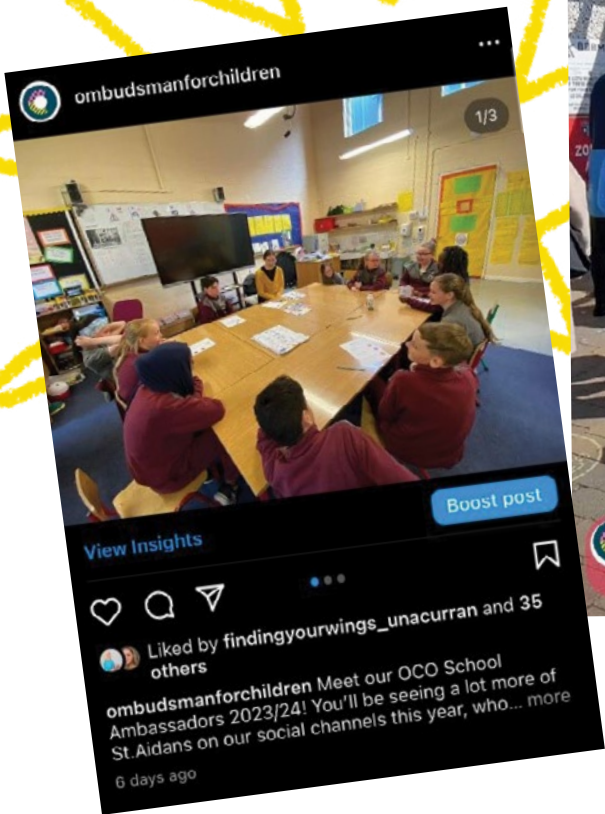 ombudsmanforchildren
1/3
View Insights
Boost post
Liked by findingyourwings_unacurran and 35
others
ombudsmanforchildren Meet our OCO School
Ambassadors 2023/24! You'll be seeing a lot more of
St.Aidans on our social channels this year, who... more
6 days ago